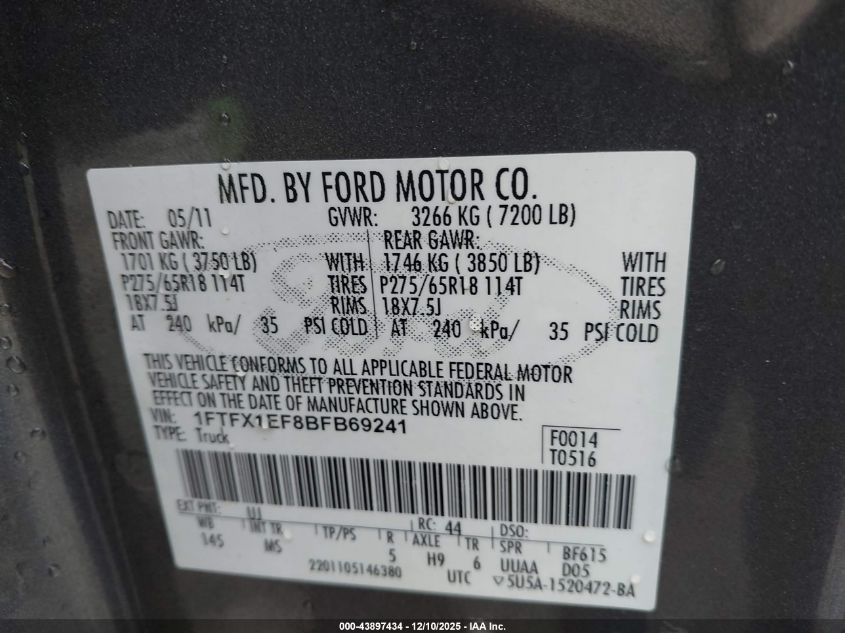 MFD. BY FORD MOTOR CO.
DATE: 05/11 GVWR: 3266 KG ( 7200 LB)
FRONT GAWR: REAR GAWR:
1701 KG ( 3750 LB) WITH 1746 KG ( 3850 LB) WITH
P275/65R18 114T TIRES P275/65R18 114T TIRES
18X7.5J RIMS 18X7.5J RIMS
AT 240 kPa/ 35 PSI COLD AT 240 kPa/ 35 PSI COLD
THIS VEHICLE CONFORMS TO ALL APPLICABLE FEDERAL MOTOR
VEHICLE SAFETY AND THEFT PREVENTION STANDARDS IN
EFFECT ON THE DATE OF MANUFACTURE SHOWN ABOVE.
VIN: 1FTFX1EF8BFB69241
TYPE: Truck
F0014
T0516
EXT PNT: UJ RC: 44 DSO:
WB INT TR TP/PS R AXLE TR SPR BF615
145 MS 5 H9 6 UUAA D05
2201105146380 UTC ▽5U5A-1520472-BA
000-43897434 - 12/10/2025 - IAA Inc.